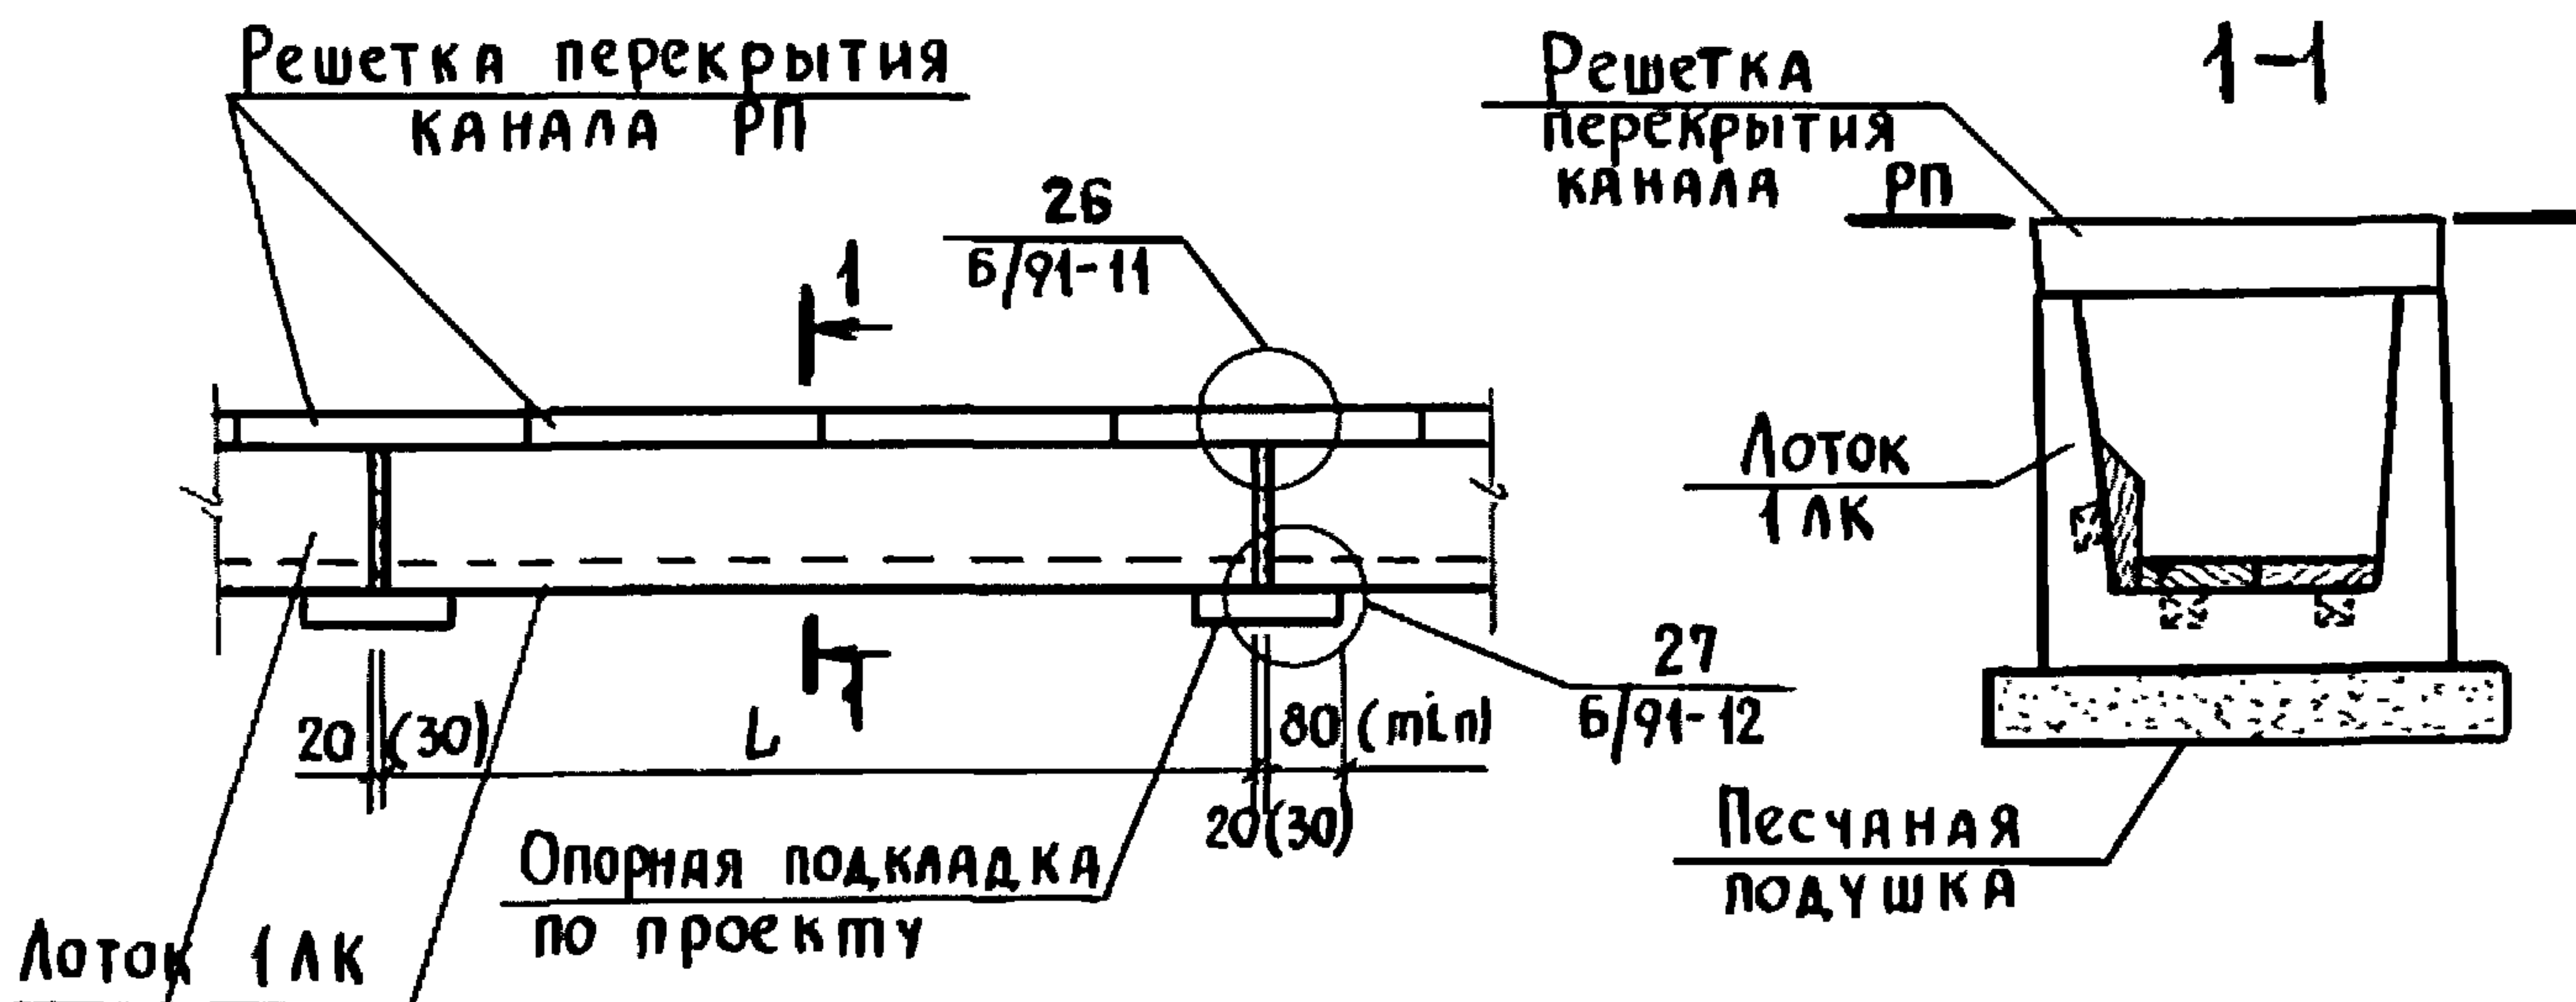 Решетка перекрытия
канала РП
26
Б/91-11
1
1
20 (30)
L
80 (min)
20(30)
27
Б/91-12
Опорная подкладка
по проекту
Лоток 1ЛК
1-1
Решетка
перекрытия
канала РП
Лоток
1ЛК
Песчаная
подушка